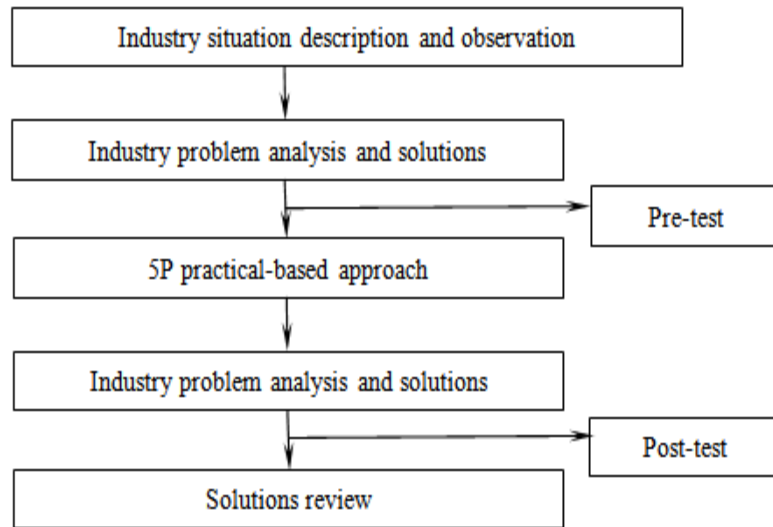 Industry situation description and observation
Industry problem analysis and solutions
Pre-test
5P practical-based approach
Industry problem analysis and solutions
Post-test
Solutions review